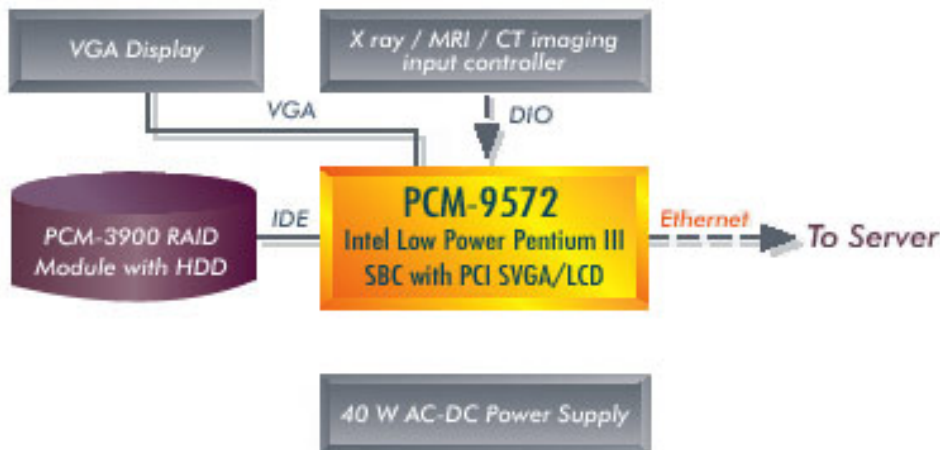 VGA Display
X ray / MRI / CT imaging
input controller
VGA
DIO
PCM-3900 RAID
Module with HDD
IDE
PCM-9572
Intel Low Power Pentium III
SBC with PCI SVGA/LCD
Ethernet
To Server
40 W AC-DC Power Supply